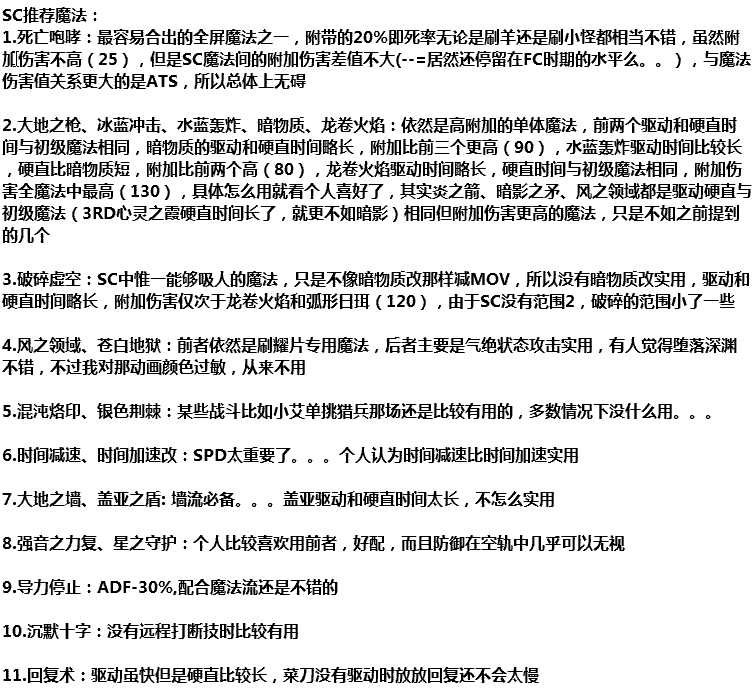 SC推荐魔法：
1.死亡咆哮：最容易合出的全屏魔法之一，附带的20%即死率无论是刷羊还是刷小怪都相当不错，虽然附
加伤害不高（25），但是SC魔法间的附加伤害差值不大(--=居然还停留在FC时期的水平么。。），与魔法
伤害值关系更大的是ATS，所以总体上无碍
2.大地之枪、冰蓝冲击、水蓝轰炸、暗物质、龙卷火焰：依然是高附加的单体魔法，前两个驱动和硬直时
间与初级魔法相同，暗物质的驱动和硬直时间略长，附加比前三个更高（90），水蓝轰炸驱动时间比较长
，硬直比暗物质短，附加比前两个高（80），龙卷火焰驱动时间略长，硬直时间与初级魔法相同，附加伤
害全魔法中最高（130），具体怎么用就看个人喜好了，其实炎之箭、暗影之矛、风之领域都是驱动硬直与
初级魔法（3RD心灵之霞硬直时间长了，就更不如暗影）相同但附加伤害更高的魔法，只是不如之前提到
的几个
3.破碎虚空：SC中惟一能够吸人的魔法，只是不像暗物质改那样减MOV，所以没有暗物质改实用，驱动和
硬直时间略长，附加伤害仅次于龙卷火焰和弧形日珥（120），由于SC没有范围2，破碎的范围小了一些
4.风之领域、苍白地狱：前者依然是刷耀片专用魔法，后者主要是气绝状态攻击实用，有人觉得堕落深渊
不错，不过我对那动画颜色过敏，从来不用
5.混沌烙印、银色荆棘：某些战斗比如小艾单挑猎兵那场还是比较有用的，多数情况下没什么用。。。
6.时间减速、时间加速改：SPD太重要了。。。个人认为时间减速比时间加速实用
7.大地之墙、盖亚之盾: 墙流必备。。。盖亚驱动和硬直时间太长，不怎么实用
8.强音之力复、星之守护：个人比较喜欢用前者，好配，而且防御在空轨中几乎可以无视
9.导力停止：ADF-30%,配合魔法流还是不错的
10.沉默十字：没有远程打断技时比较有用
11.回复术：驱动虽快但是硬直比较长，菜刀没有驱动时放放回复还不会太慢